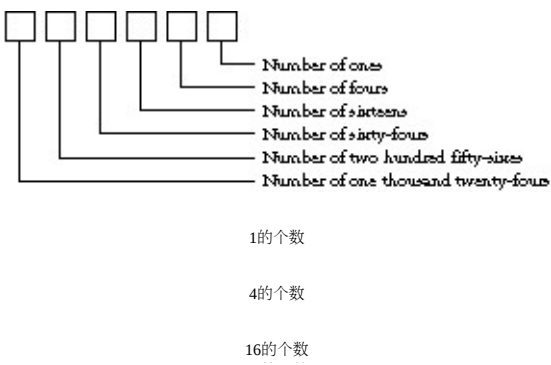 Number of ones
Number of fours
Number of sixteens
Number of sixty-fours
Number of two hundred fifty-sixes
Number of one thousand twenty-fours
1的个数
4的个数
16的个数